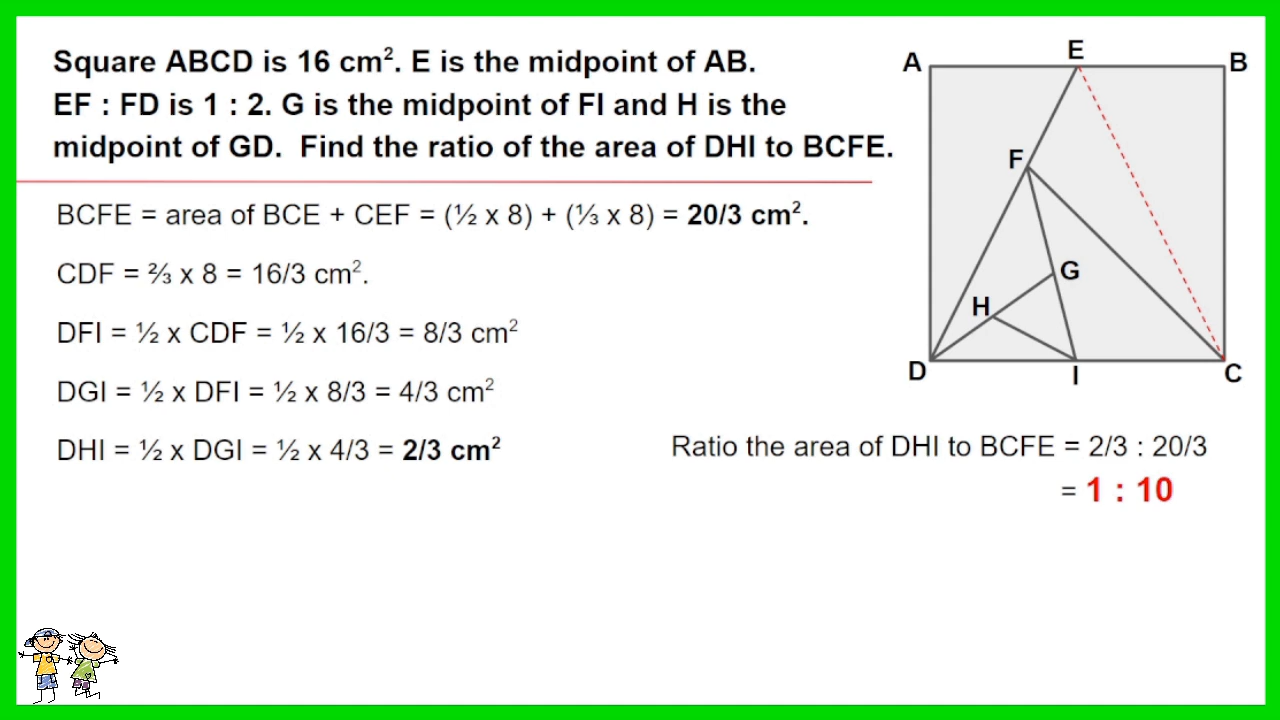 Square ABCD is 16 cm². E is the midpoint of AB.
EF : FD is 1 : 2. G is the midpoint of FI and H is the
midpoint of GD.  Find the ratio of the area of DHI to BCFE.
BCFE = area of BCE + CEF = (½ x 8) + (⅓ x 8) = 20/3 cm².
CDF = ⅔ x 8 = 16/3 cm².
DFI = ½ x CDF = ½ x 16/3 = 8/3 cm²
DGI = ½ x DFI = ½ x 8/3 = 4/3 cm²
DHI = ½ x DGI = ½ x 4/3 = 2/3 cm²
A
E
B
F
G
H
D
I
C
Ratio the area of DHI to BCFE = 2/3 : 20/3
= 1 : 10